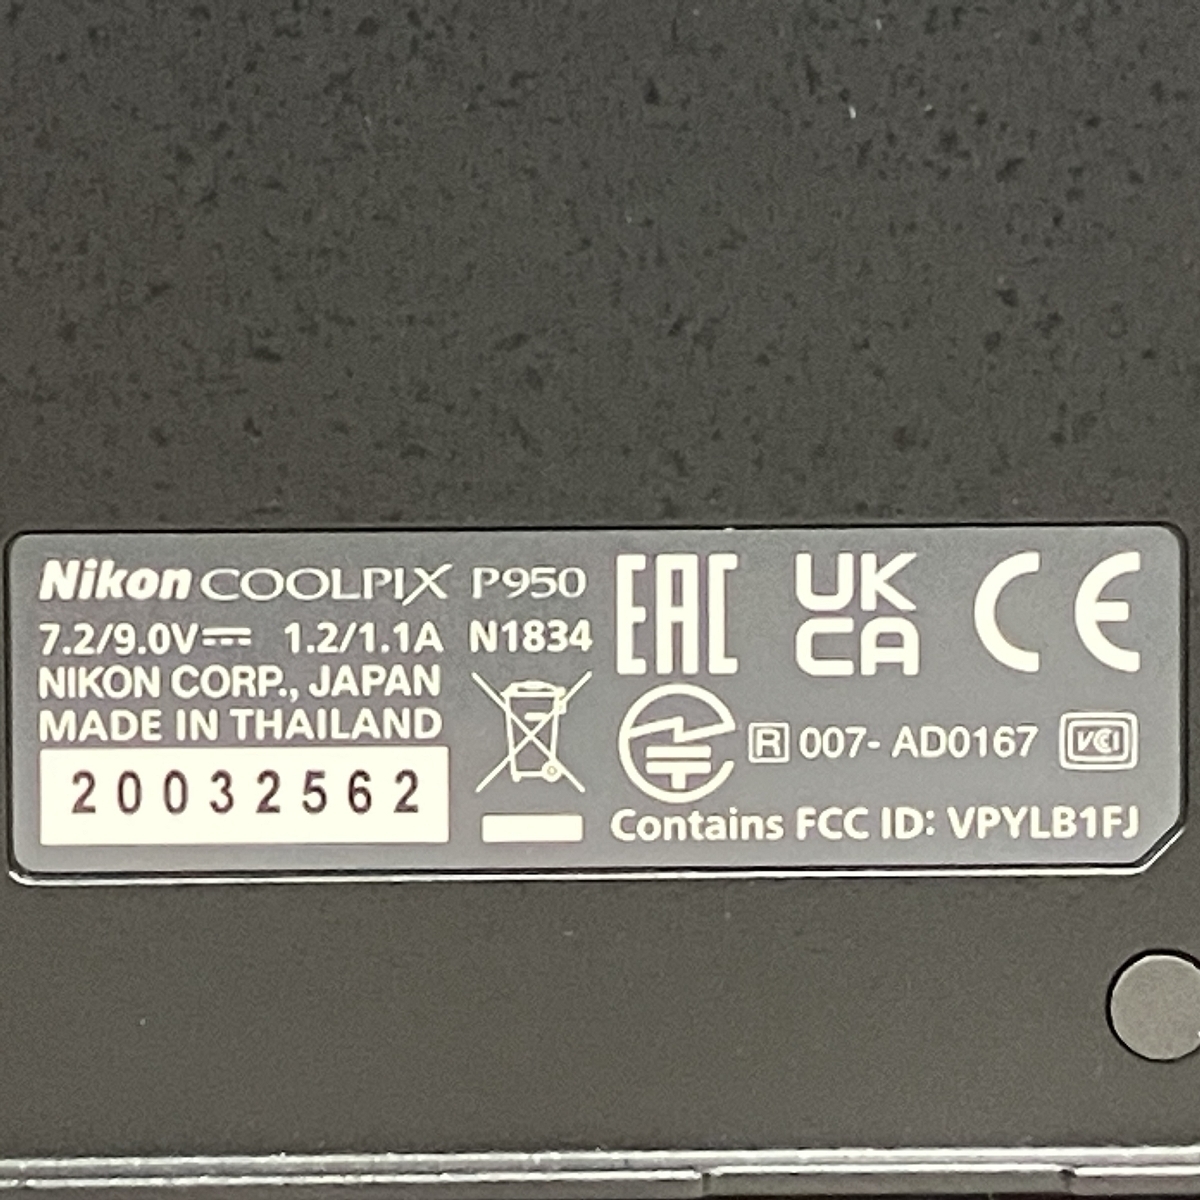 Nikon COOLPIX P950
7.2/9.0V⎓ 1.2/1.1A N1834
NIKON CORP., JAPAN
MADE IN THAILAND
20032562
EAC
UK
CA
CE
R 007- AD0167
VCCI
Contains FCC ID: VPYLB1FJ